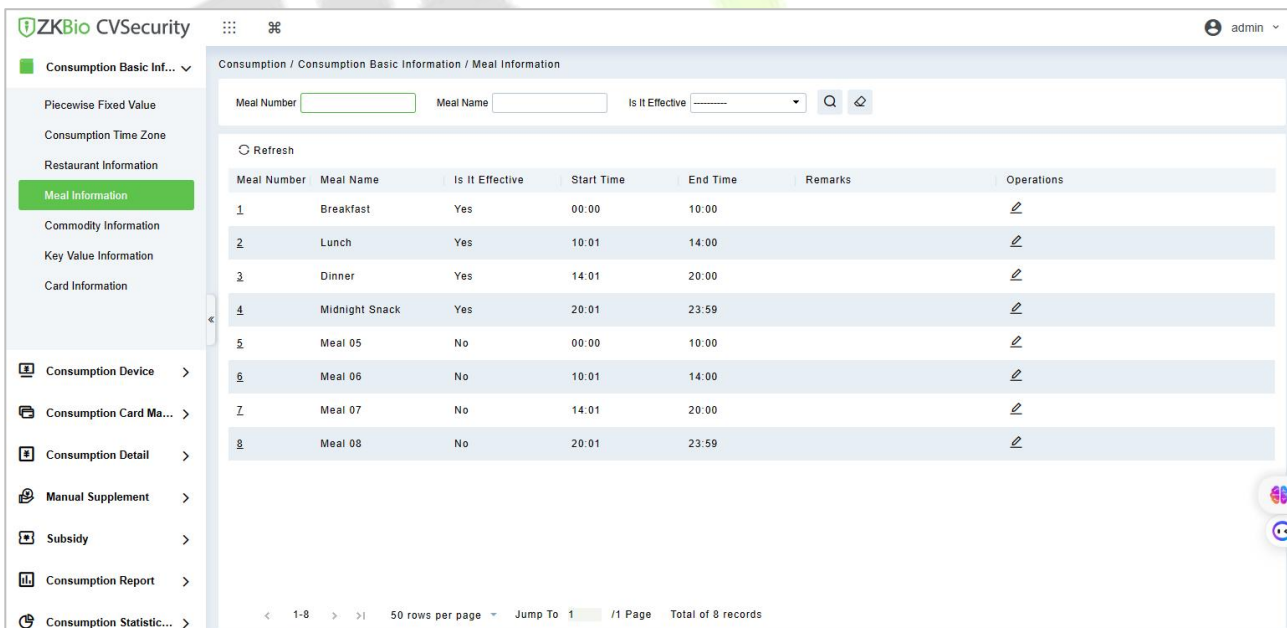 ZKBio CVSecurity
admin
Consumption Basic Inf...
Piecewise Fixed Value
Consumption Time Zone
Restaurant Information
Meal Information
Commodity Information
Key Value Information
Card Information
Consumption Device
Consumption Card Ma...
Consumption Detail
Manual Supplement
Subsidy
Consumption Report
Consumption Statistic...
Consumption / Consumption Basic Information / Meal Information
Meal Number Meal Name Is It Effective ----------
Refresh
Meal Number Meal Name Is It Effective Start Time End Time Remarks Operations
1 Breakfast Yes 00:00 10:00
2 Lunch Yes 10:01 14:00
3 Dinner Yes 14:01 20:00
4 Midnight Snack Yes 20:01 23:59
5 Meal 05 No 00:00 10:00
6 Meal 06 No 10:01 14:00
7 Meal 07 No 14:01 20:00
8 Meal 08 No 20:01 23:59
< 1-8 > >| 50 rows per page Jump To 1 /1 Page Total of 8 records